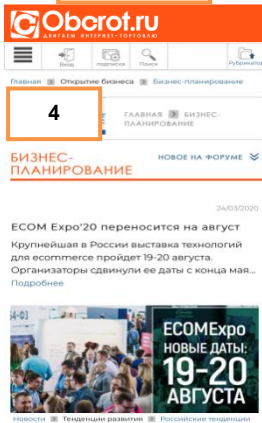 Obcrot.ru
ДВИГАЕМ ИНТЕРНЕТ-ТОРГОВЛЮ
Вход подписка Поиск Рубрикатор
Главная Открытие бизнеса Бизнес-планирование
4
ГЛАВНАЯ БИЗНЕС-
ПЛАНИРОВАНИЕ
БИЗНЕС-
ПЛАНИРОВАНИЕ
НОВОЕ НА ФОРУМЕ
24/03/2020
ECOM Expo'20 переносится на август
Крупнейшая в России выставка технологий
для ecommerce пройдет 19-20 августа.
Организаторы сдвинули ее даты с конца мая...
Подробнее
ECOMExpo
НОВЫЕ ДАТЫ:
19-20
АВГУСТА
Новости Тенденции развития Российские тенденции